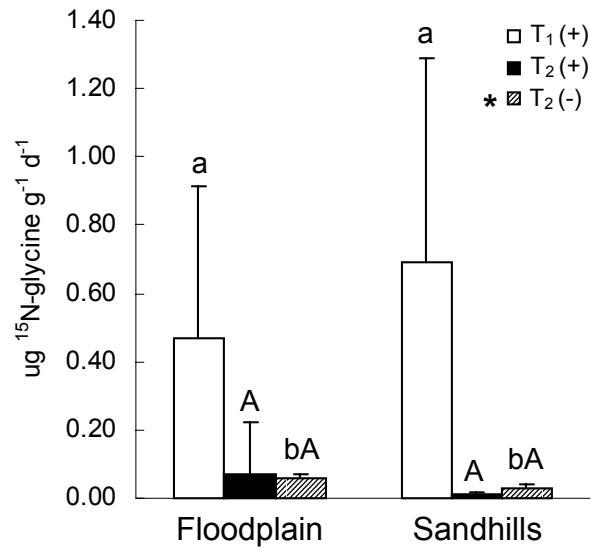 ug ¹⁵N-glycine g⁻¹ d⁻¹
1.40
1.20
1.00
0.80
0.60
0.40
0.20
0.00
a
A
bA
a
A
bA
T₁(+)
T₂(+)
* T₂(-)
Floodplain Sandhills